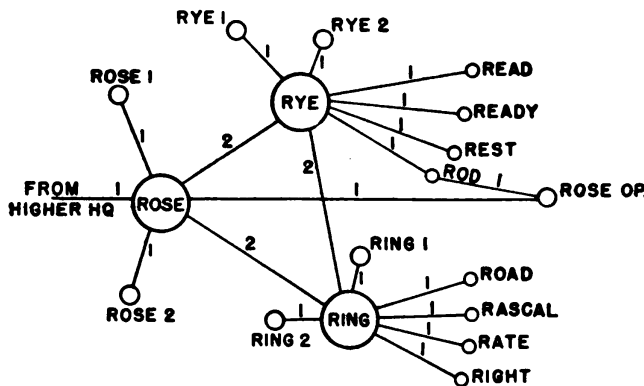 RYE 1
RYE 2
1
1
ROSE 1
RYE
1
READ
1
READY
1
REST
1
ROD
1
ROSE OP
1
2
2
FROM
HIGHER HQ
1
ROSE
1
1
2
ROSE 2
RING 1
1
RING 2
1
RING
1
ROAD
1
RASCAL
1
RATE
1
RIGHT